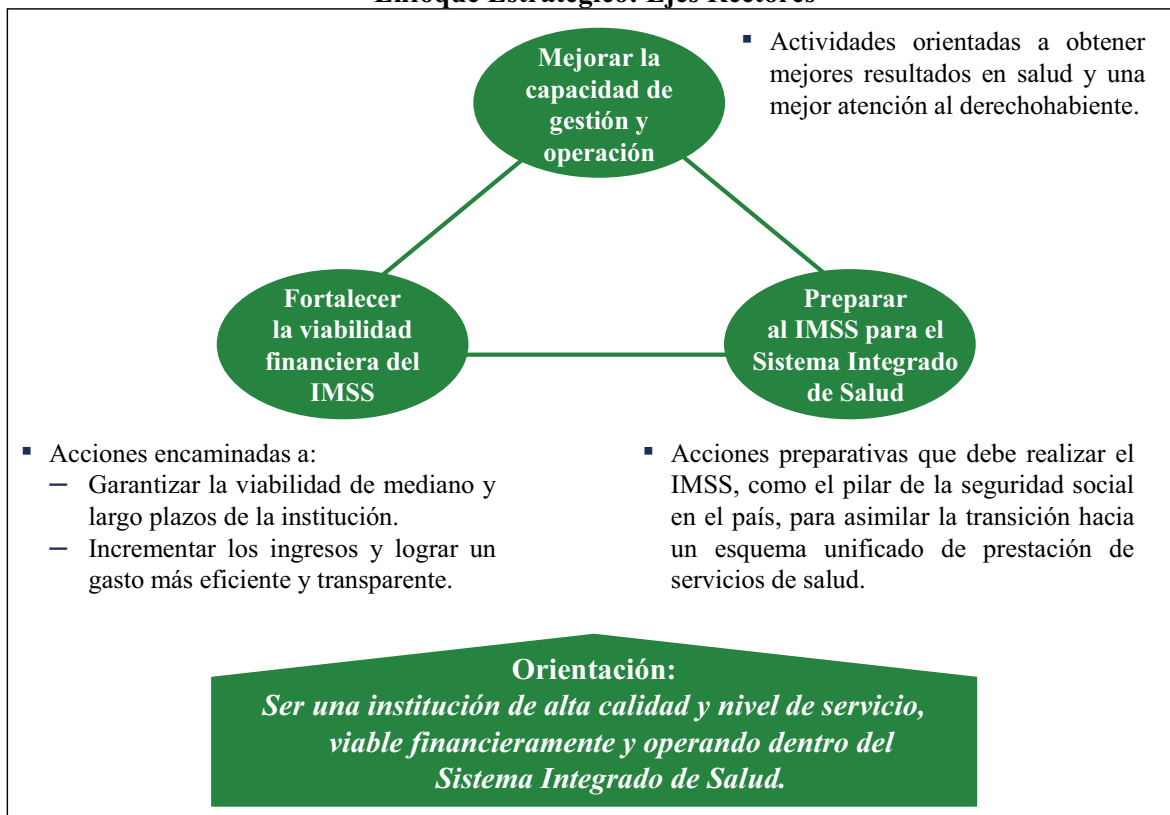 Enfoque Estratégico: Ejes Rectores
Mejorar la
capacidad de
gestión y
operación
▪ Actividades orientadas a obtener
mejores resultados en salud y una
mejor atención al derechohabiente.
Fortalecer
la viabilidad
financiera del
IMSS
Preparar
al IMSS para el
Sistema Integrado
de Salud
▪ Acciones encaminadas a:
— Garantizar la viabilidad de mediano y
largo plazos de la institución.
— Incrementar los ingresos y lograr un
gasto más eficiente y transparente.
▪ Acciones preparativas que debe realizar el
IMSS, como el pilar de la seguridad social
en el país, para asimilar la transición hacia
un esquema unificado de prestación de
servicios de salud.
Orientación:
Ser una institución de alta calidad y nivel de servicio,
viable financieramente y operando dentro del
Sistema Integrado de Salud.